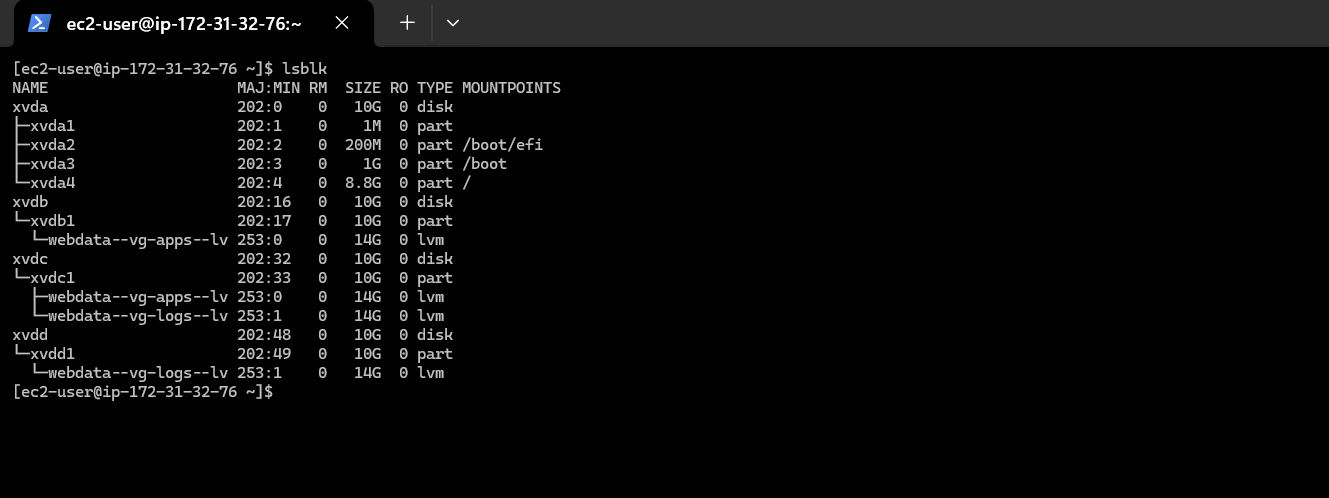 ec2-user@ip-172-31-32-76:~
[ec2-user@ip-172-31-32-76 ~]$ lsblk
NAME                     MAJ:MIN RM  SIZE RO TYPE MOUNTPOINTS
xvda                     202:0    0   10G  0 disk
├─xvda1                  202:1    0    1M  0 part
├─xvda2                  202:2    0  200M  0 part /boot/efi
├─xvda3                  202:3    0    1G  0 part /boot
└─xvda4                  202:4    0  8.8G  0 part /
xvdb                     202:16   0   10G  0 disk
└─xvdb1                  202:17   0   10G  0 part
  └─webdata--vg-apps--lv 253:0    0   14G  0 lvm
xvdc                     202:32   0   10G  0 disk
└─xvdc1                  202:33   0   10G  0 part
  ├─webdata--vg-apps--lv 253:0    0   14G  0 lvm
  └─webdata--vg-logs--lv 253:1    0   14G  0 lvm
xvdd                     202:48   0   10G  0 disk
└─xvdd1                  202:49   0   10G  0 part
  └─webdata--vg-logs--lv 253:1    0   14G  0 lvm
[ec2-user@ip-172-31-32-76 ~]$